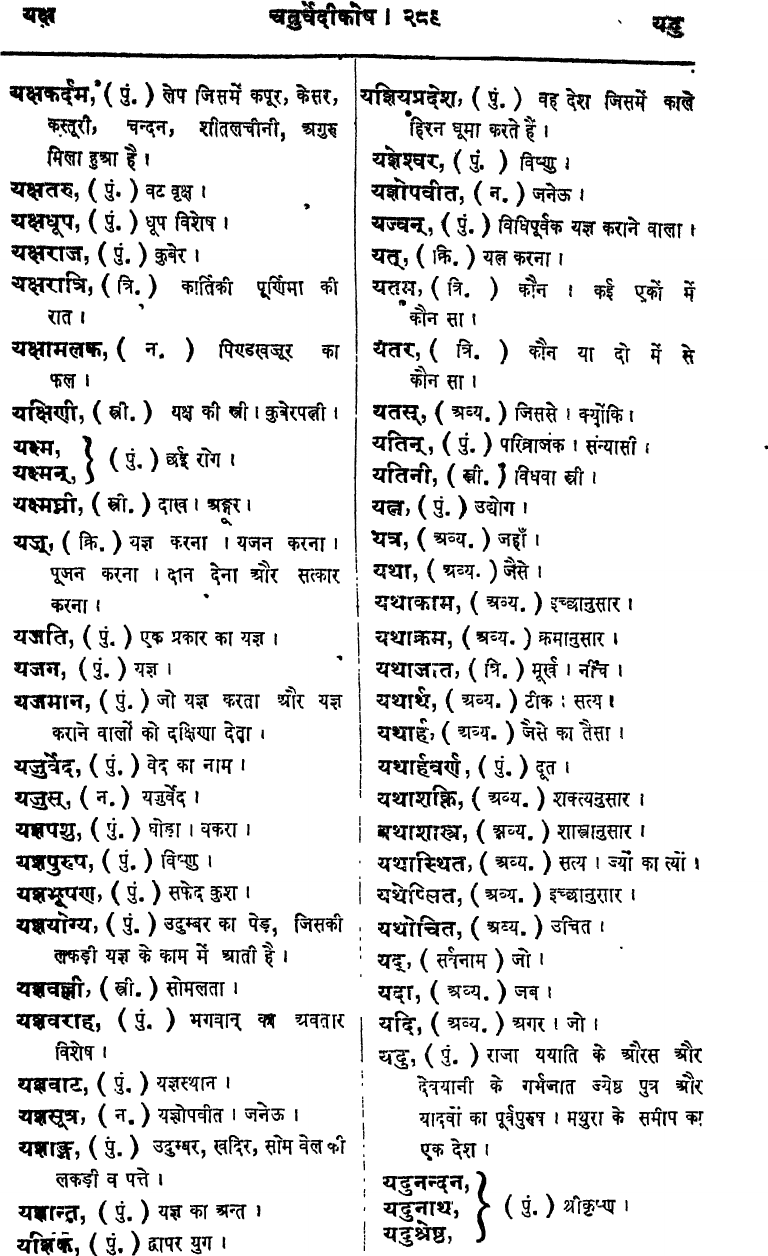 यक्ष
चतुर्वेदीकोष । २८६
यदु
यक्षकर्दम, ( पुं. ) लेप जिसमें कपूर, केसर,
कस्तूरी, चन्दन, शीतलचीनी, अगुरु
मिला हुआ है ।
यक्षतरु, ( पुं. ) वट वृक्ष ।
यक्षधूप, ( पुं. ) धूप विशेष ।
यक्षराज, ( पुं. ) कुबेर ।
यक्षरात्रि, ( त्रि. ) कार्तिकी पूर्णिमा की
रात ।
यक्षामलक, ( न. ) पिण्डखजूर का
फल ।
यक्षिणी, ( स्त्री. ) यक्ष की स्त्री । कुबेरपत्नी ।
यक्ष्म,
यक्ष्मन्, } ( पुं. ) छई रोग ।
यक्ष्मघ्नी, ( स्त्री. ) दाख । अङ्गूर ।
यज्, ( क्रि. ) यज्ञ करना । यजन करना ।
पूजन करना । दान देना और सत्कार
करना ।
यजति, ( पुं. ) एक प्रकार का यज्ञ ।
यजन, ( पुं. ) यज्ञ ।
यजमान, ( पुं. ) जो यज्ञ करता और यज्ञ
कराने वालों को दक्षिणा देता ।
यजुर्वेद, ( पुं. ) वेद का नाम ।
यजुस्, ( न. ) यजुर्वेद ।
यज्ञपशु, ( पुं. ) घोड़ा । बकरा ।
यज्ञपुरुष, ( पुं. ) विष्णु ।
यज्ञभूषण, ( पुं. ) सफेद कुश ।
यज्ञयोग्य, ( पुं. ) उदुम्बर का पेड़, जिसकी
लकड़ी यज्ञ के काम में आती है ।
यज्ञवल्ली, ( स्त्री. ) सोमलता ।
यज्ञवराह, ( पुं. ) भगवान् का अवतार
विशेष ।
यज्ञवाट, ( पुं. ) यज्ञस्थान ।
यज्ञसूत्र, ( न. ) यज्ञोपवीत । जनेऊ ।
यज्ञाङ्ग, ( पुं. ) उदुम्बर, खदिर, सोम बेल की
लकड़ी व पत्ते ।
यज्ञान्त, ( पुं. ) यज्ञ का अन्त ।
यज्ञिक, ( पुं. ) द्वापर युग ।
यज्ञियप्रदेश, ( पुं. ) वह देश जिसमें काले
हिरन घूमा करते हैं ।
यज्ञेश्वर, ( पुं. ) विष्णु ।
यज्ञोपवीत, ( न. ) जनेऊ ।
यज्वन्, ( पुं. ) विधिपूर्वक यज्ञ कराने वाला ।
यत्, ( क्रि. ) यत्न करना ।
यतम, ( त्रि. ) कौन । कई एकों में
कौन सा ।
यतर, ( त्रि. ) कौन या दो में से
कौन सा ।
यतस्, ( अव्य. ) जिससे । क्योंकि ।
यतिन्, ( पुं. ) परिव्राजक । संन्यासी ।
यतिनी, ( स्त्री. ) विधवा स्त्री ।
यत्न, ( पुं. ) उद्योग ।
यत्र, ( अव्य. ) जहाँ ।
यथा, ( अव्य. ) जैसे ।
यथाकाम, ( अव्य. ) इच्छानुसार ।
यथाक्रम, ( अव्य. ) क्रमानुसार ।
यथाजात, ( त्रि. ) मूर्ख । नीच ।
यथार्थ, ( अव्य. ) टीक । सत्य ।
यथार्ह, ( अव्य. ) जैसे का तैसा ।
यथार्हवर्ण, ( पुं. ) दूत ।
यथाशक्ति, ( अव्य. ) शक्त्यनुसार ।
यथाशास्त्र, ( अव्य. ) शास्त्रानुसार ।
यथास्थित, ( अव्य. ) सत्य । ज्यों का त्यों ।
यथेप्सित, ( अव्य. ) इच्छानुसार ।
यथोचित, ( अव्य. ) उचित ।
यद्, ( सर्वनाम ) जो ।
यदा, ( अव्य. ) जब ।
यदि, ( अव्य. ) अगर । जो ।
यदु, ( पुं. ) राजा ययाति के औरस और
देवयानी के गर्भजात ज्येष्ठ पुत्र और
यादवों का पूर्वपुरुष । मथुरा के समीप का
एक देश ।
यदुनन्दन,
यदुनाथ, } ( पुं. ) श्रीकृष्ण ।
यदुश्रेष्ठ,